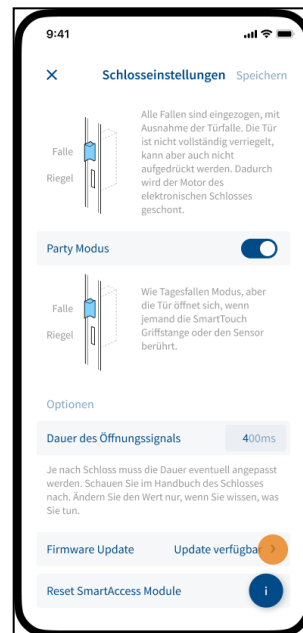 9:41
Schlosseinstellungen Speichern
Alle Fallen sind eingezogen, mit
Ausnahme der Türfalle. Die Tür
ist nicht vollständig verriegelt,
kann aber auch nicht
aufgedrückt werden. Dadurch
wird der Motor des
elektronischen Schlosses
geschont.
Falle
Riegel
Party Modus
Wie Tagesfallen Modus, aber
die Tür öffnet sich, wenn
jemand die SmartTouch
Griffstange oder den Sensor
berührt.
Falle
Riegel
Optionen
Dauer des Öffnungssignals 400ms
Je nach Schloss muss die Dauer eventuell angepasst
werden. Schauen Sie im Handbuch des Schlosses
nach. Ändern Sie den Wert nur, wenn Sie wissen, was
Sie tun.
Firmware Update Update verfügbar
Reset SmartAccess Module i